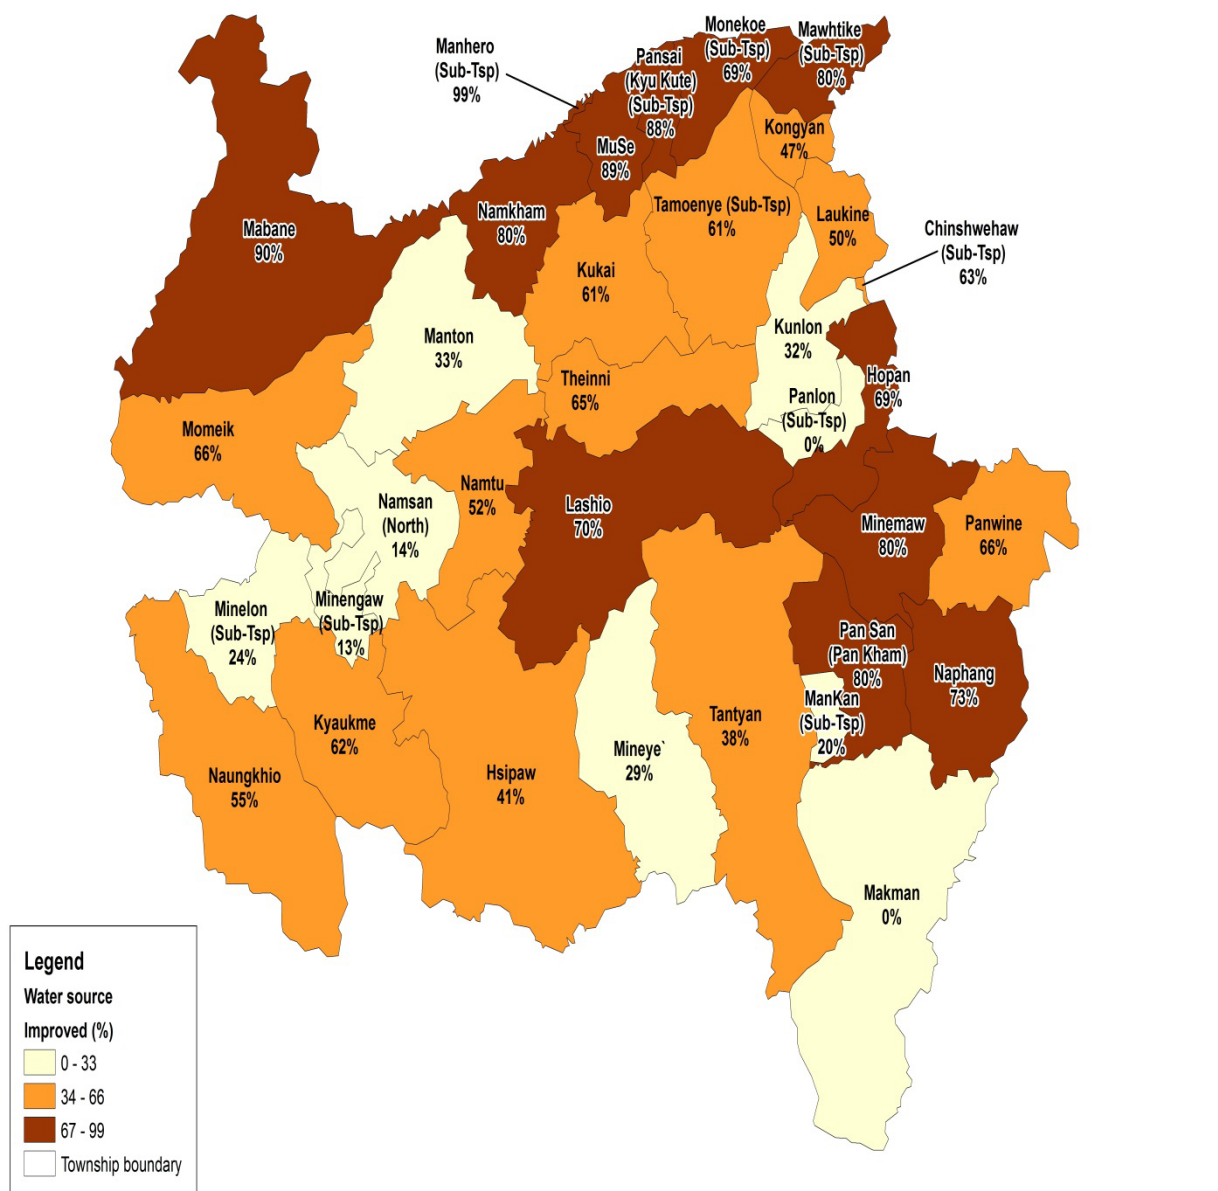 Manhero
(Sub-Tsp)
99%
Pansai
(Kyu Kute)
(Sub-Tsp)
88%
Monekoe
(Sub-Tsp)
69%
Mawhtike
(Sub-Tsp)
80%
MuSe
89%
Kongyan
47%
Mabane
90%
Namkham
80%
Tamoenye (Sub-Tsp)
61%
Laukine
50%
Chinshwehaw
(Sub-Tsp)
63%
Kukai
61%
Manton
33%
Kunlon
32%
Theinni
65%
Panlon
(Sub-Tsp)
0%
Hopan
69%
Momeik
66%
Namtu
52%
Namsan
(North)
14%
Lashio
70%
Minemaw
80%
Panwine
66%
Minelon
(Sub-Tsp)
24%
Minengaw
(Sub-Tsp)
13%
Pan San
(Pan Kham)
80%
Naphang
73%
ManKan
(Sub-Tsp)
20%
Kyaukme
62%
Tantyan
38%
Mineye`
29%
Naungkhio
55%
Hsipaw
41%
Makman
0%
Legend
Water source
Improved (%)
0 - 33
34 - 66
67 - 99
Township boundary